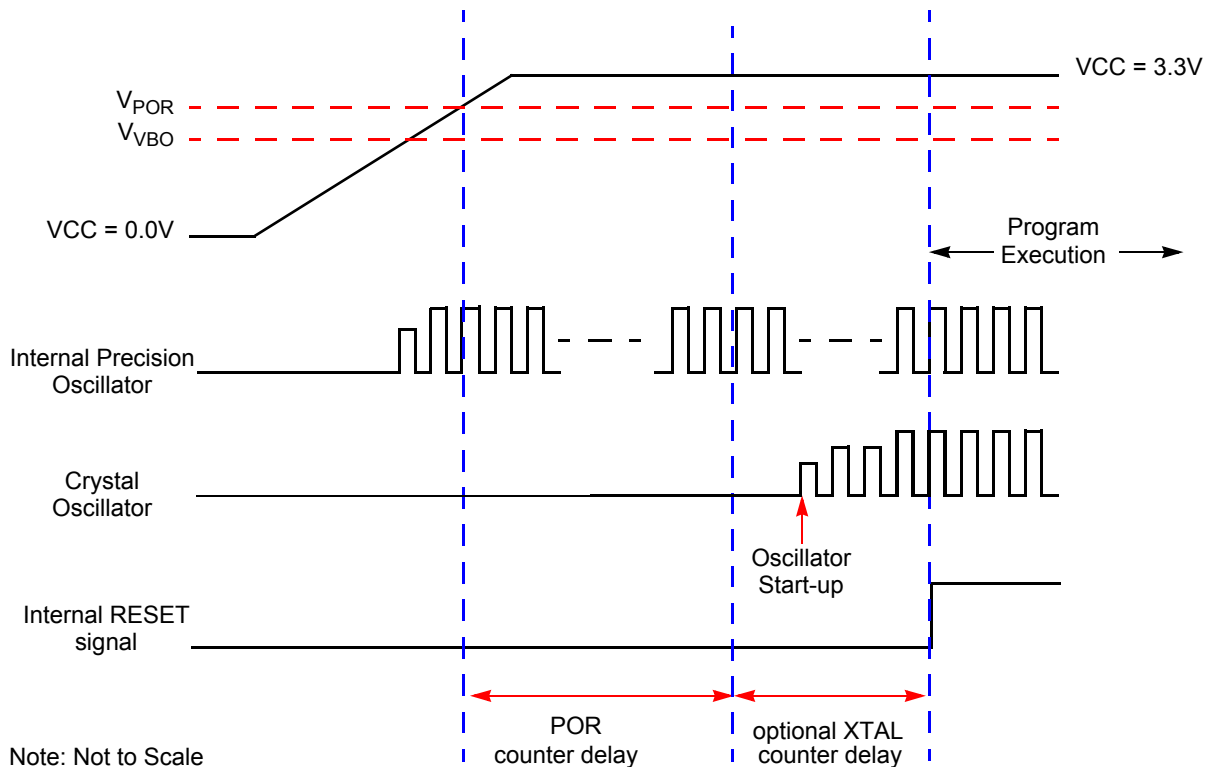 VCC = 3.3V
VPOR
VVBO
VCC = 0.0V
Program
Execution
Internal Precision
Oscillator
Crystal
Oscillator
Oscillator
Start-up
Internal RESET
signal
POR
counter delay
optional XTAL
counter delay
Note: Not to Scale